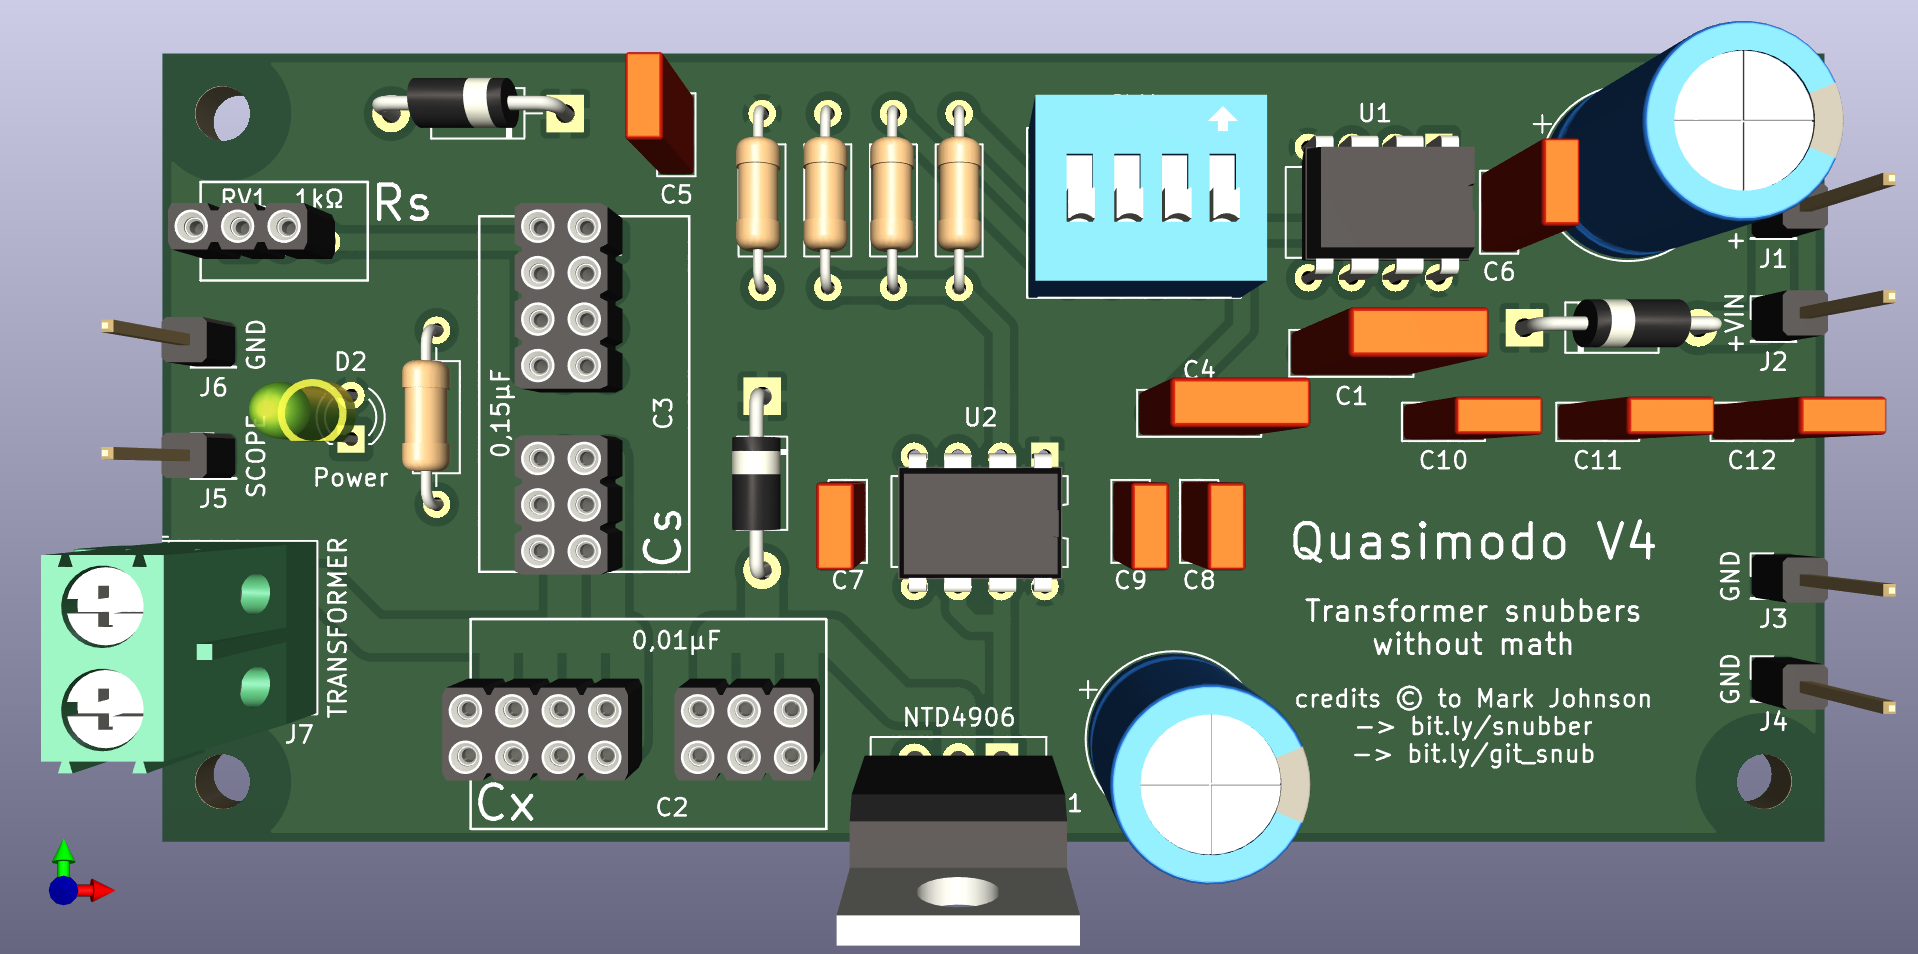 U1
+
C5
RV1 1kΩ
Rs
C6
+
J1
GND
J6
D2
0,15µF
C3
C4
C1
+VIN
J2
SCOPE
J5
Power
U2
C10
C11
C12
Cs
C7
C9
C8
Quasimodo V4
Transformer snubbers
without math
GND
J3
TRANSFORMER
J7
0,01µF
+
NTD4906
credits © to Mark Johnson
-> bit.ly/snubber
-> bit.ly/git_snub
GND
J4
Cx
C2
1